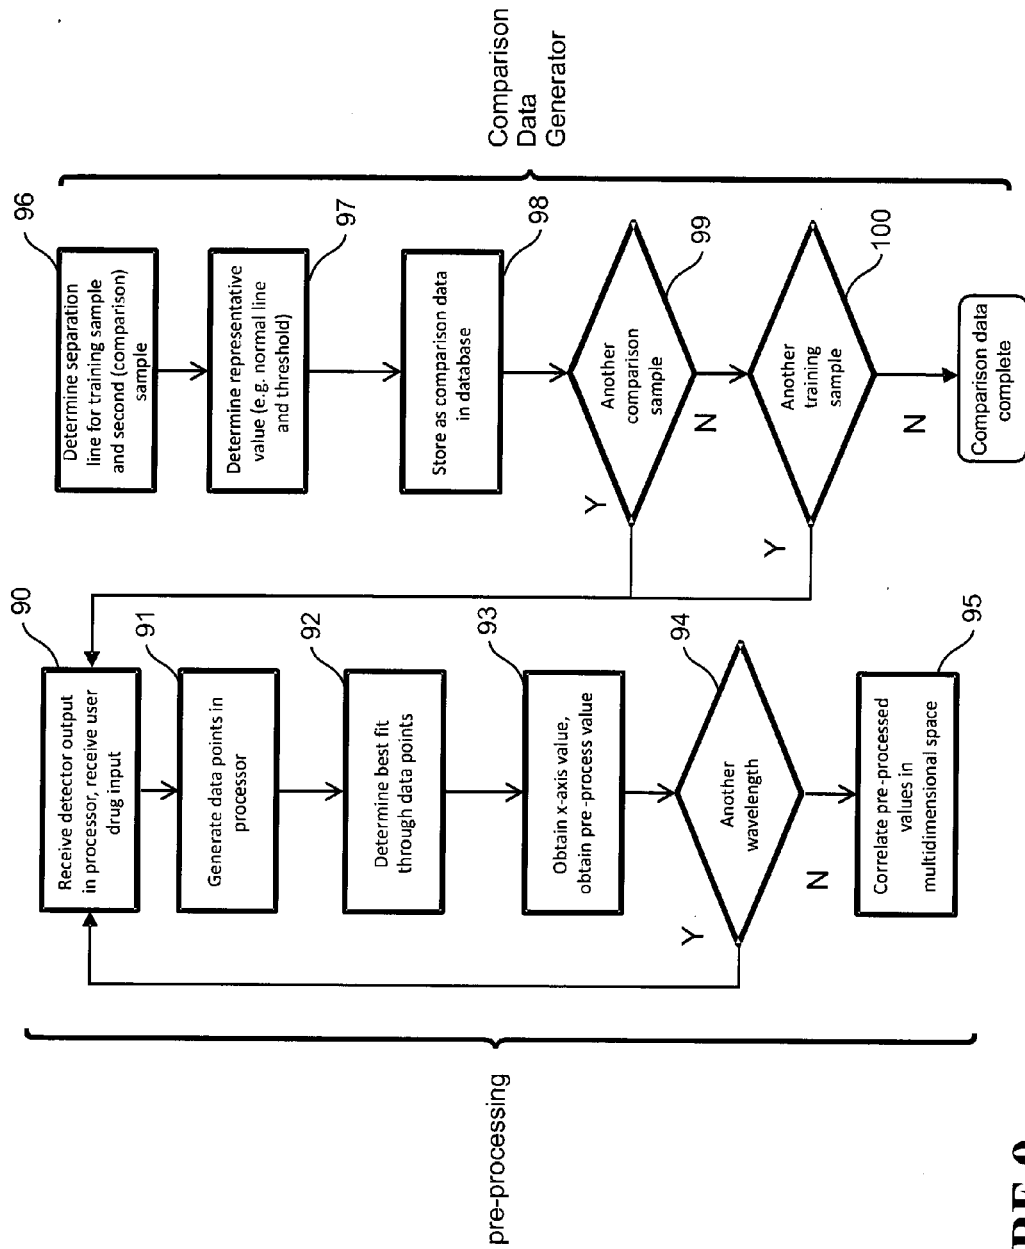 pre-processing
90
Receive detector output
in processor, receive user
drug input
91
Generate data points in
processor
92
Determine best fit
through data points
93
Obtain x-axis value,
obtain pre -process value
94
Another
wavelength
Y
N
95
Correlate pre -processed
values in
multidimensional space
96
Determine separation
line for training sample
and second (comparison)
sample
97
Determine representative
value (e.g. normal line
and threshold)
98
Store as comparison data
in database
99
Another
comparison
sample
Y
N
100
Another
training
sample
Y
N
Comparison data
complete
Comparison
Data
Generator